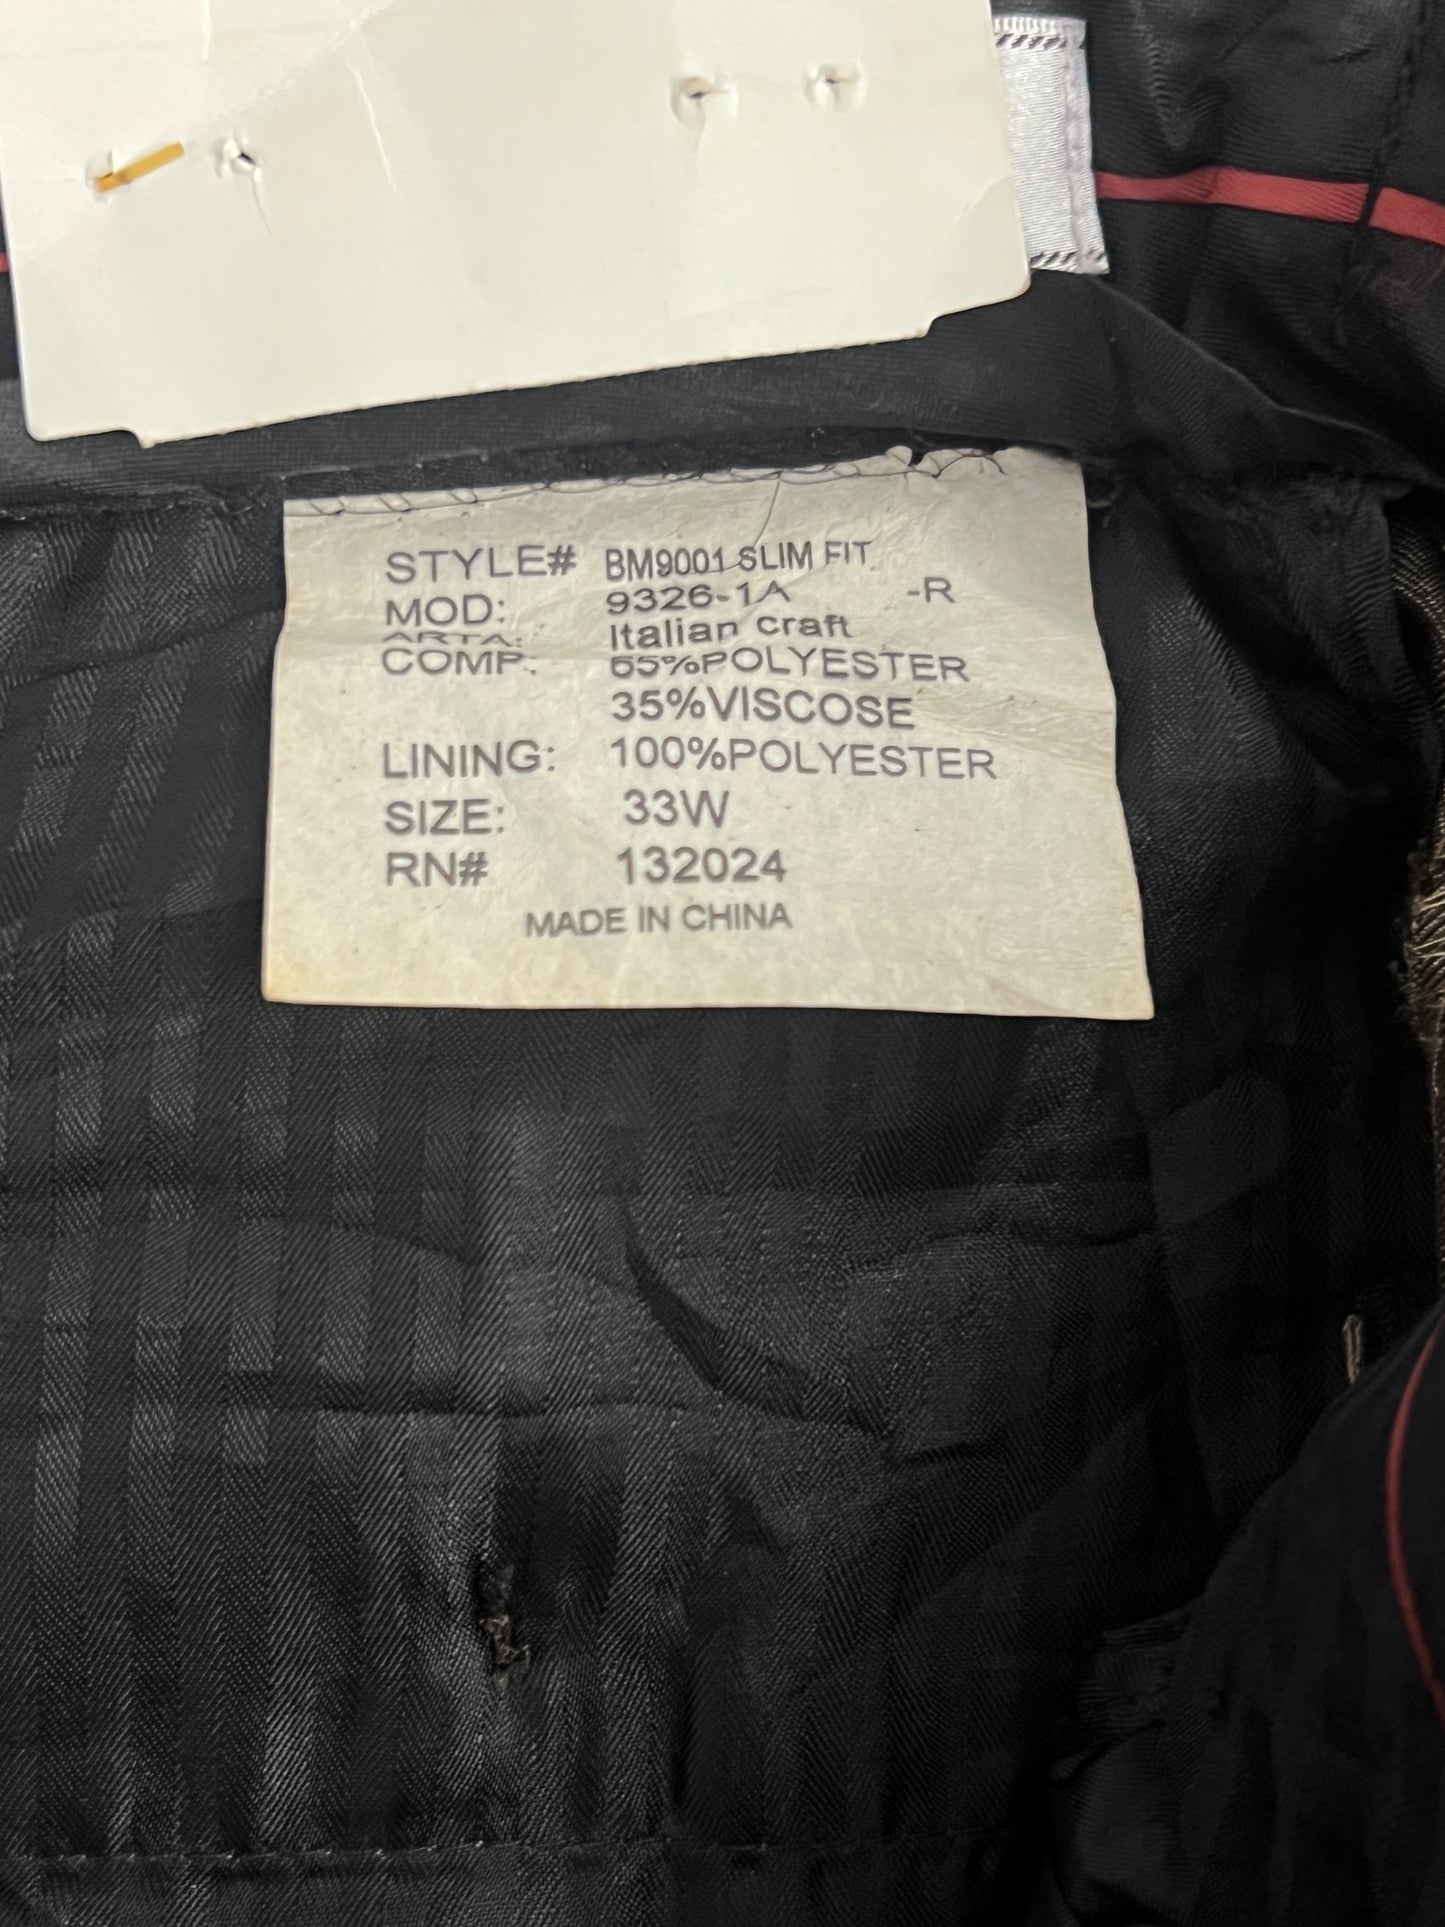 STYLE# BM9001 SLIM FIT
MOD: 9326-1A -R
ARTA: Italian craft
COMP: 65%POLYESTER
35%VISCOSE
LINING: 100%POLYESTER
SIZE: 33W
RN# 132024
MADE IN CHINA